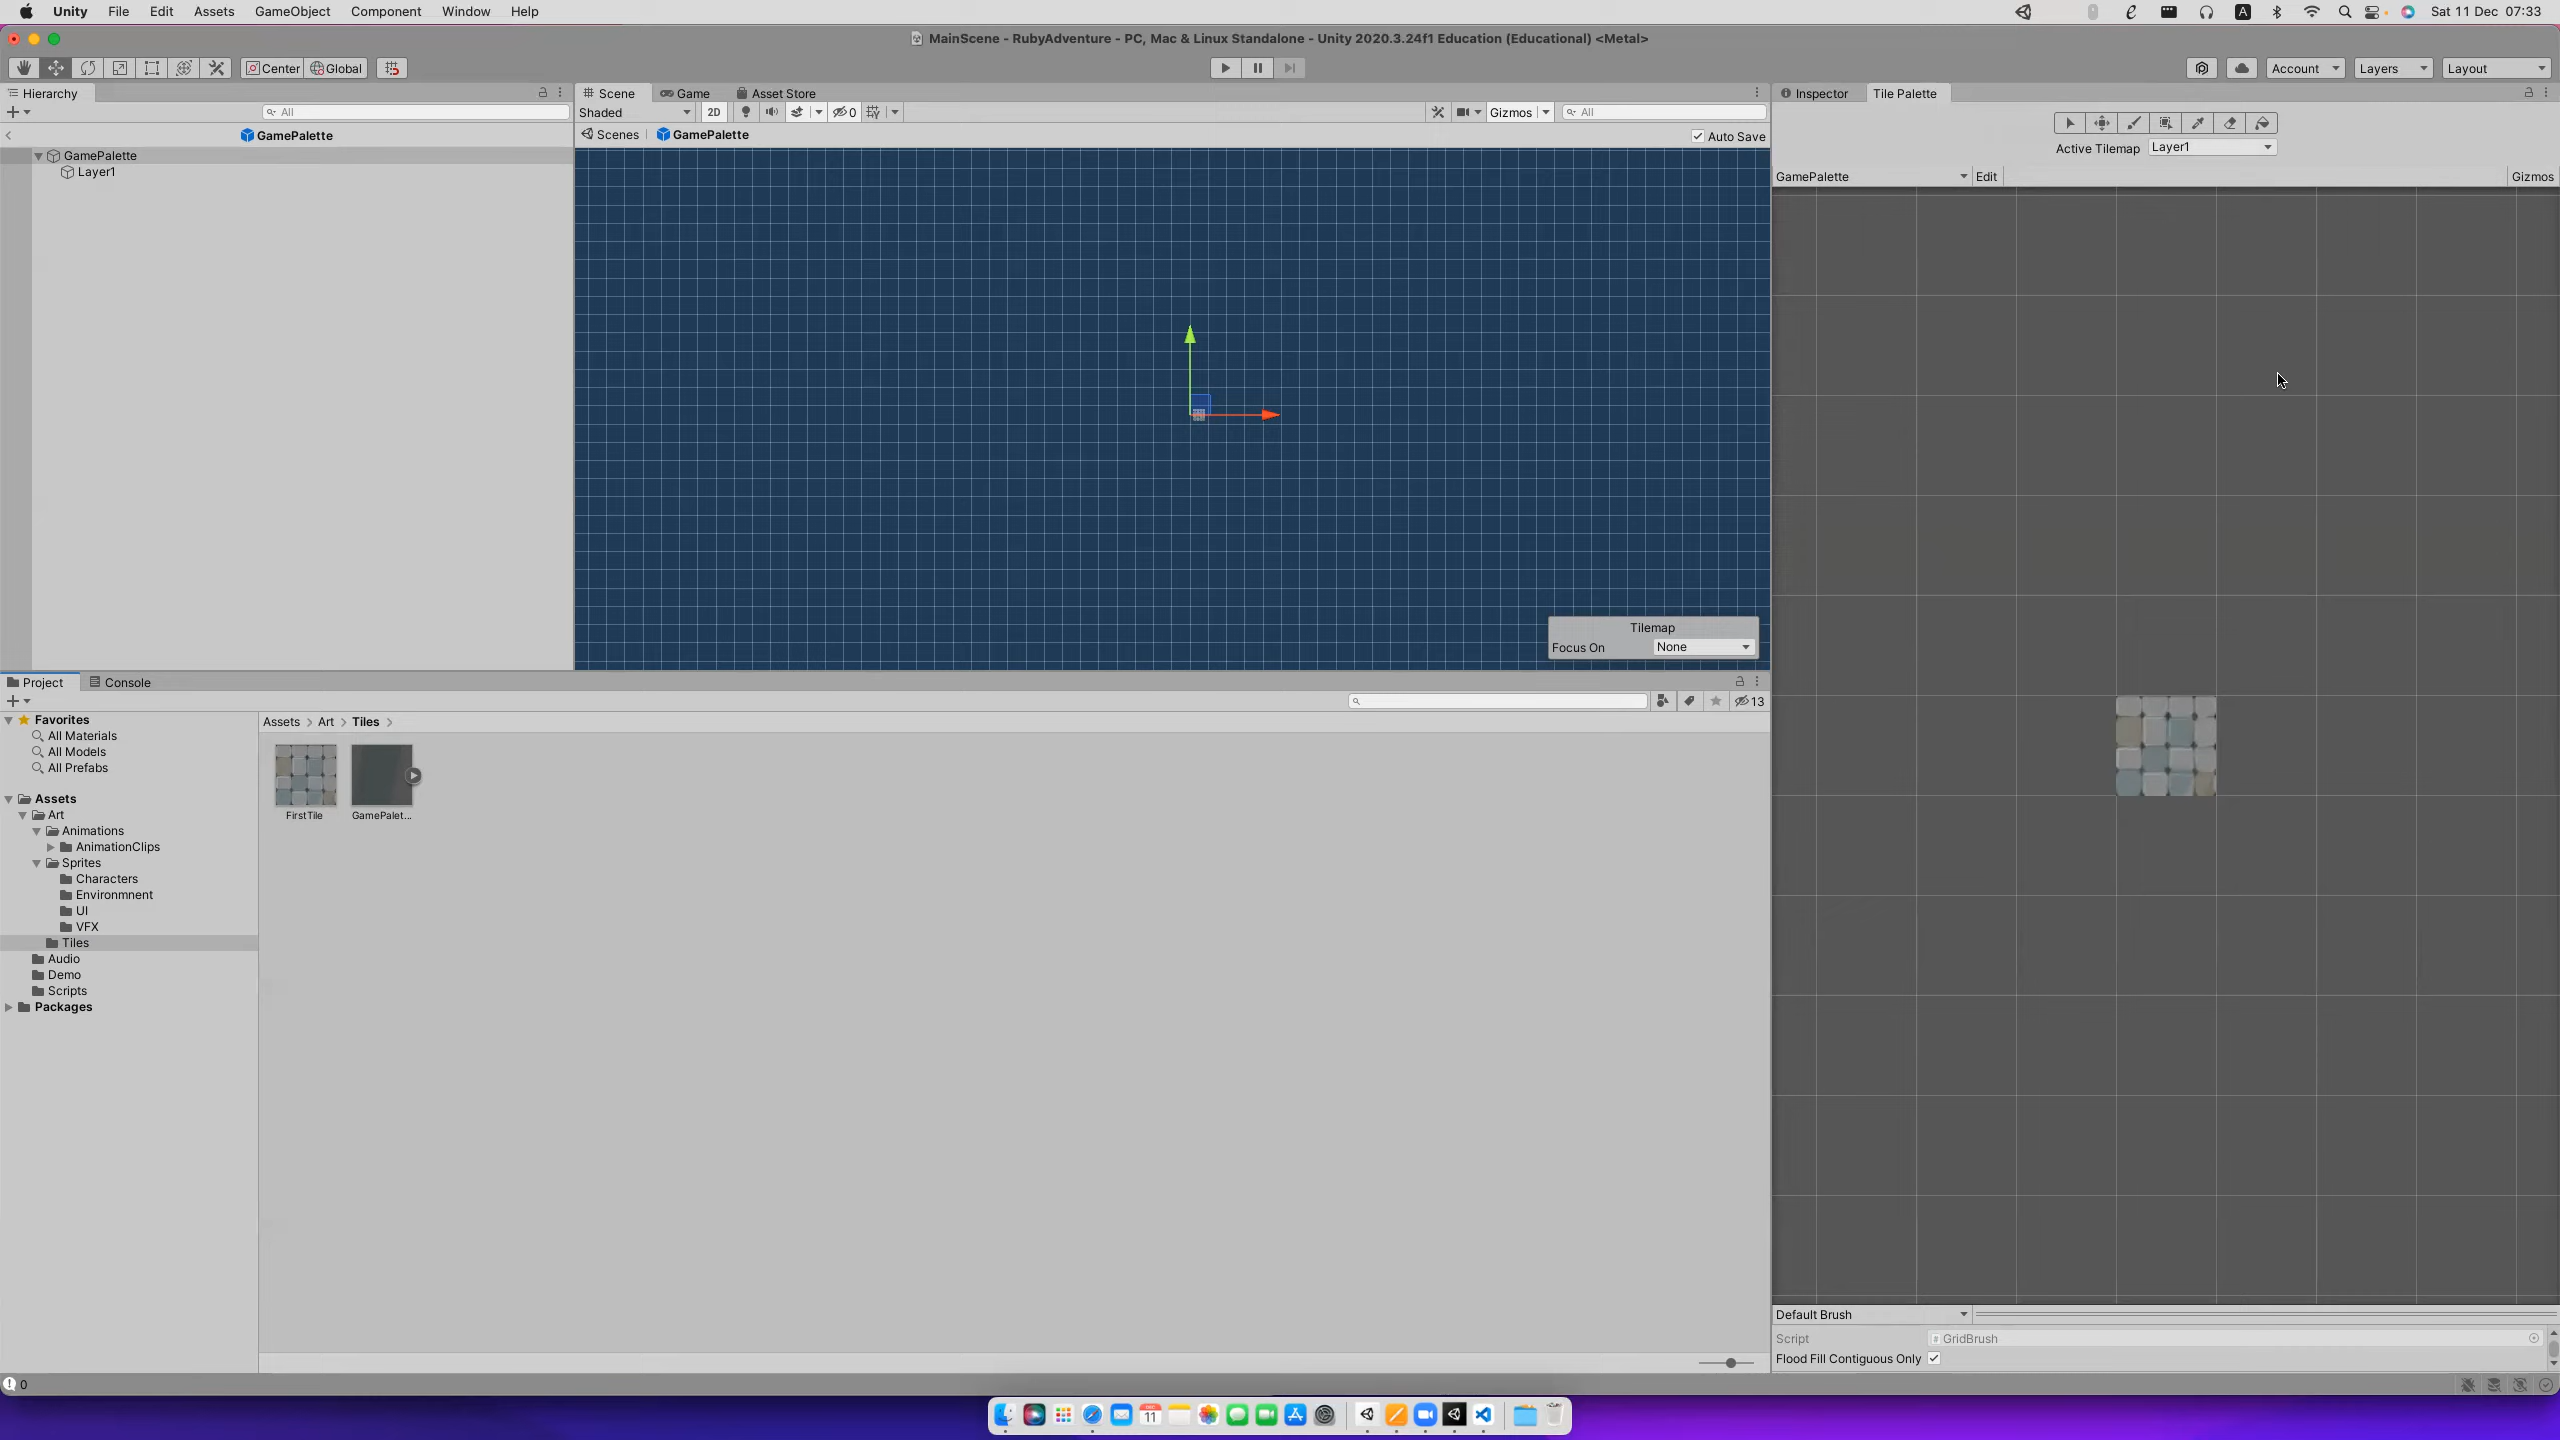 Unity File Edit Assets GameObject Component Window Help
Sat 11 Dec 07:33
MainScene - RubyAdventure - PC, Mac & Linux Standalone - Unity 2020.3.24f1 Education (Educational) <Metal>
Center Global
Account Layers Layout
Hierarchy
All
GamePalette
GamePalette
Layer1
Scene Game Asset Store
Shaded 2D 0 Gizmos All
Scenes GamePalette Auto Save
Tilemap
Focus On None
Inspector Tile Palette
Active Tilemap Layer1
GamePalette Edit Gizmos
Project Console
13
Favorites
All Materials
All Models
All Prefabs
Assets
Art
Animations
AnimationClips
Sprites
Characters
Environmnent
UI
VFX
Tiles
Audio
Demo
Scripts
Packages
Assets > Art > Tiles >
FirstTile GamePalet...
Default Brush
Script GridBrush
Flood Fill Contiguous Only
0
11